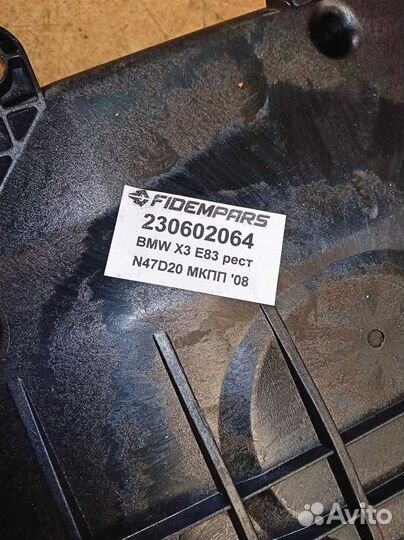 FIDEMPARS
230602064
BMW X3 E83 рест
N47D20 МКПП '08
Avito